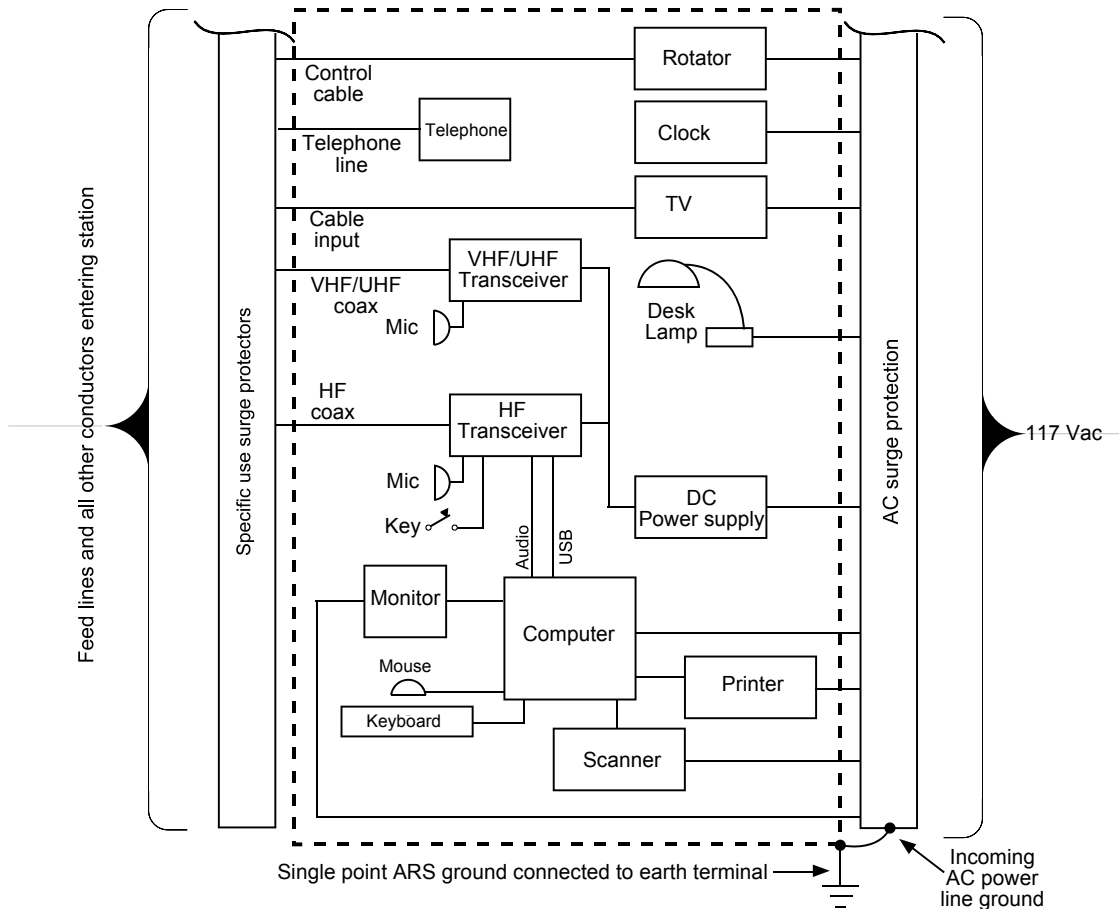 Rotator
Control
cable
Telephone
Clock
Telephone
line
TV
Cable
input
VHF/UHF
Transceiver
VHF/UHF
coax
Mic
Desk
Lamp
Feed lines and all other conductors entering station
Specific use surge protectors
HF
coax
HF
Transceiver
AC surge protection
117 Vac
Mic
Key
DC
Power supply
Audio
USB
Monitor
Computer
Mouse
Printer
Keyboard
Scanner
Single point ARS ground connected to earth terminal
Incoming
AC power
line ground